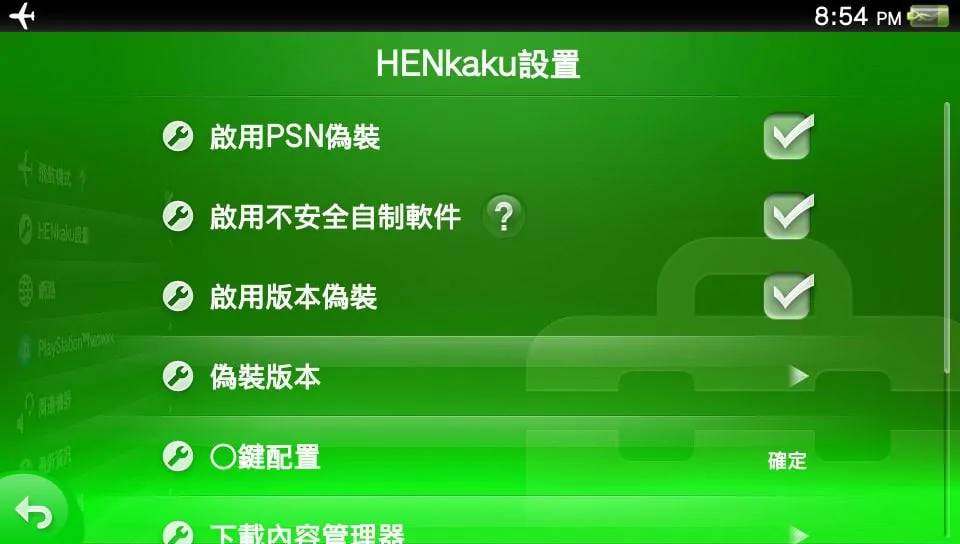 8:54 PM
HENkaku設置
啟用PSN偽裝
啟用不安全自制軟件 ?
啟用版本偽裝
偽裝版本
○鍵配置 確定
下載內容管理器
飛航模式
HENkaku設置
網路
PlayStation™Network